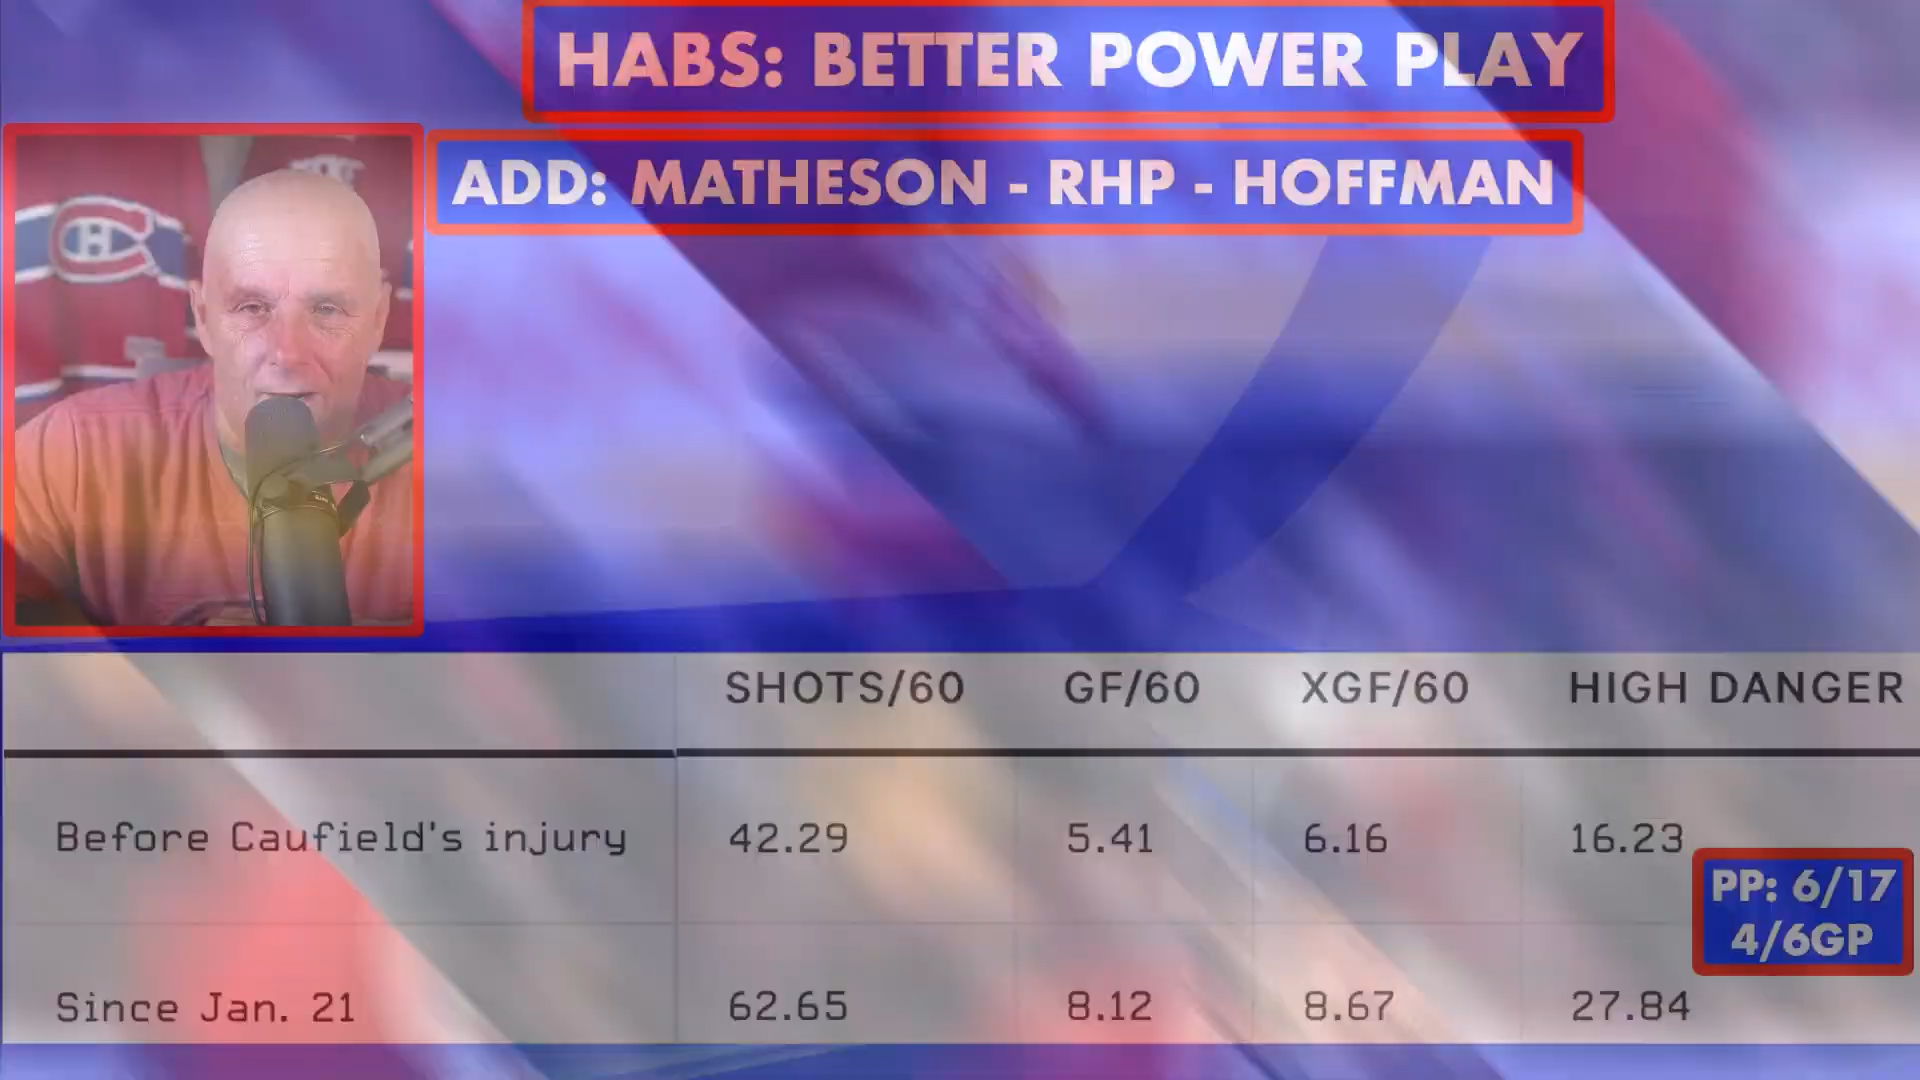 HABS: BETTER POWER PLAY
ADD: MATHESON - RHP - HOFFMAN
SHOTS/60 GF/60 XGF/60 HIGH DANGER
Before Caufield's injury 42.29 5.41 6.16 16.23
PP: 6/17
4/6GP
Since Jan. 21 62.65 8.12 8.67 27.84